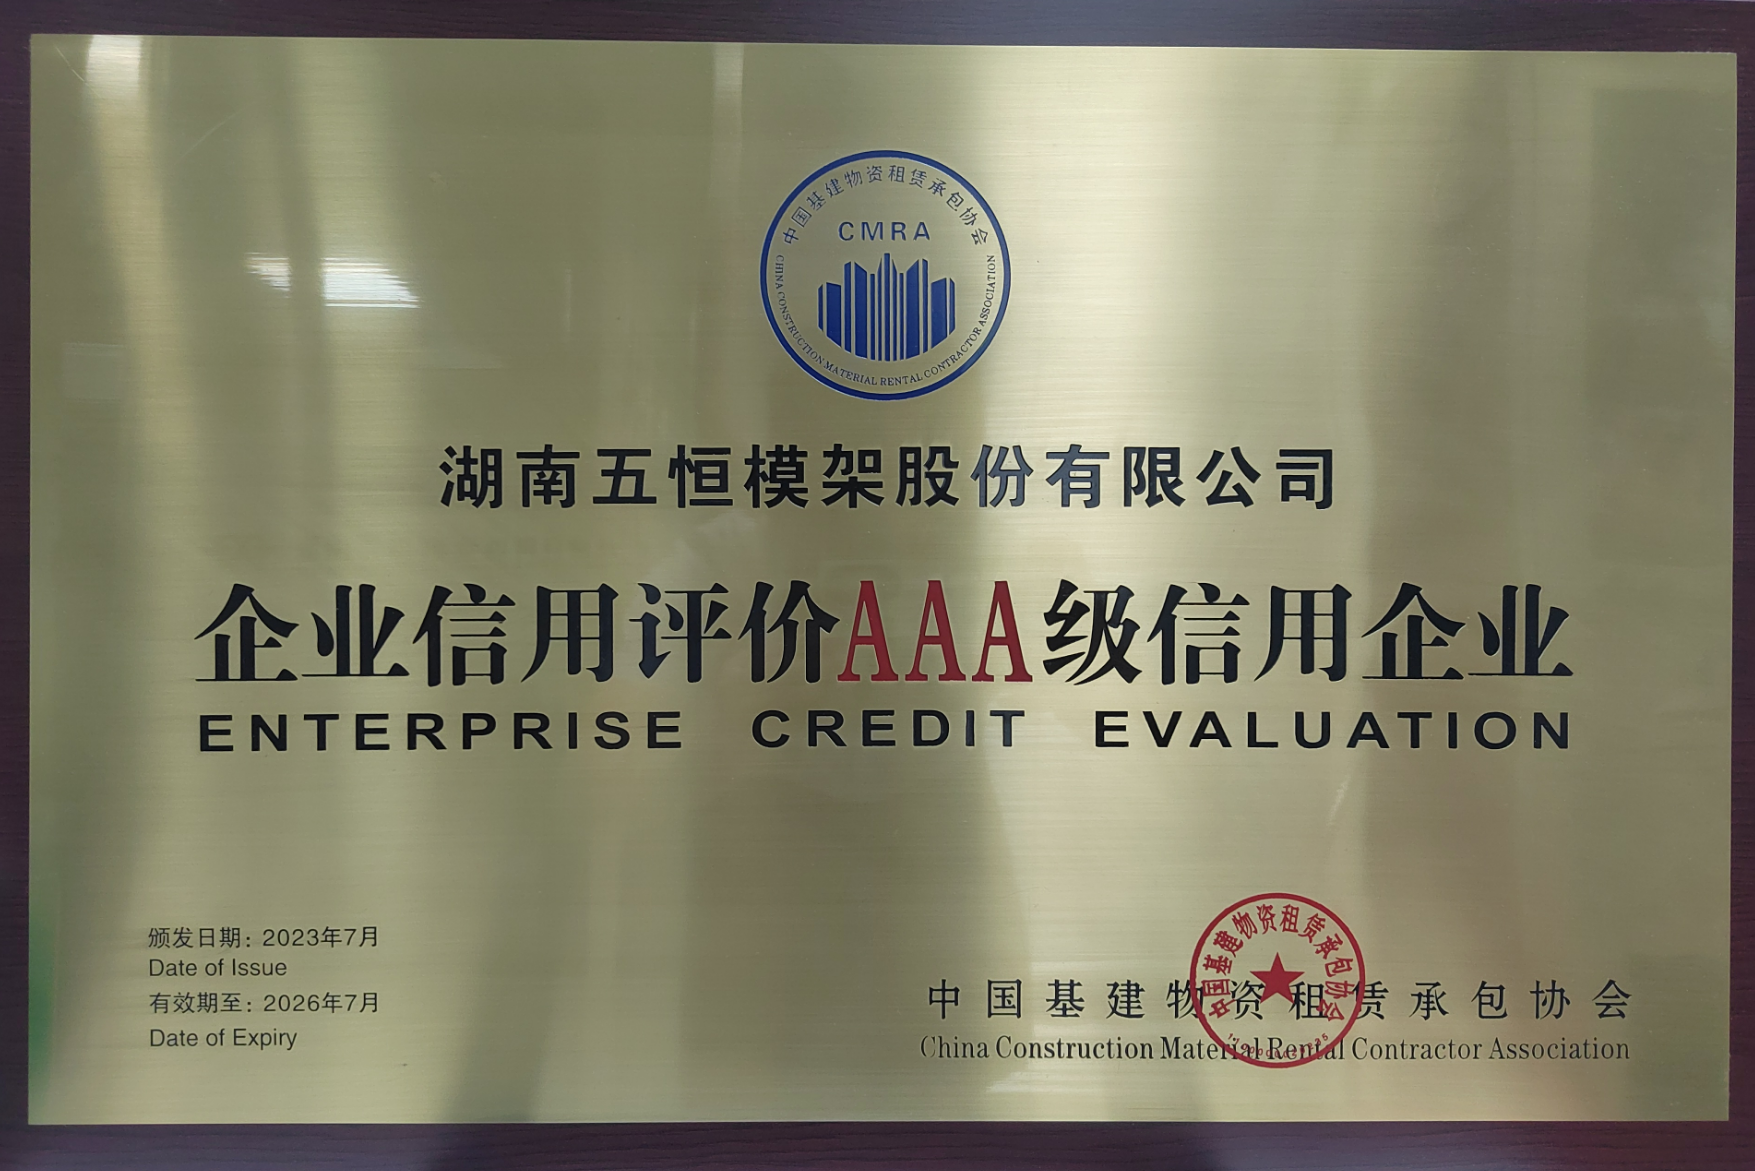 中国基建物资租赁承包协会
CMRA
CHINA CONSTRUCTION MATERIAL RENTAL CONTRACTOR ASSOCIATION
湖南五恒模架股份有限公司
企业信用评价AAA级信用企业
ENTERPRISE CREDIT EVALUATION
颁发日期：2023年7月
Date of Issue
有效期至：2026年7月
Date of Expiry
中国基建物资租赁承包协会
中国基建物资租赁承包协会
China Construction Material Rental Contractor Association